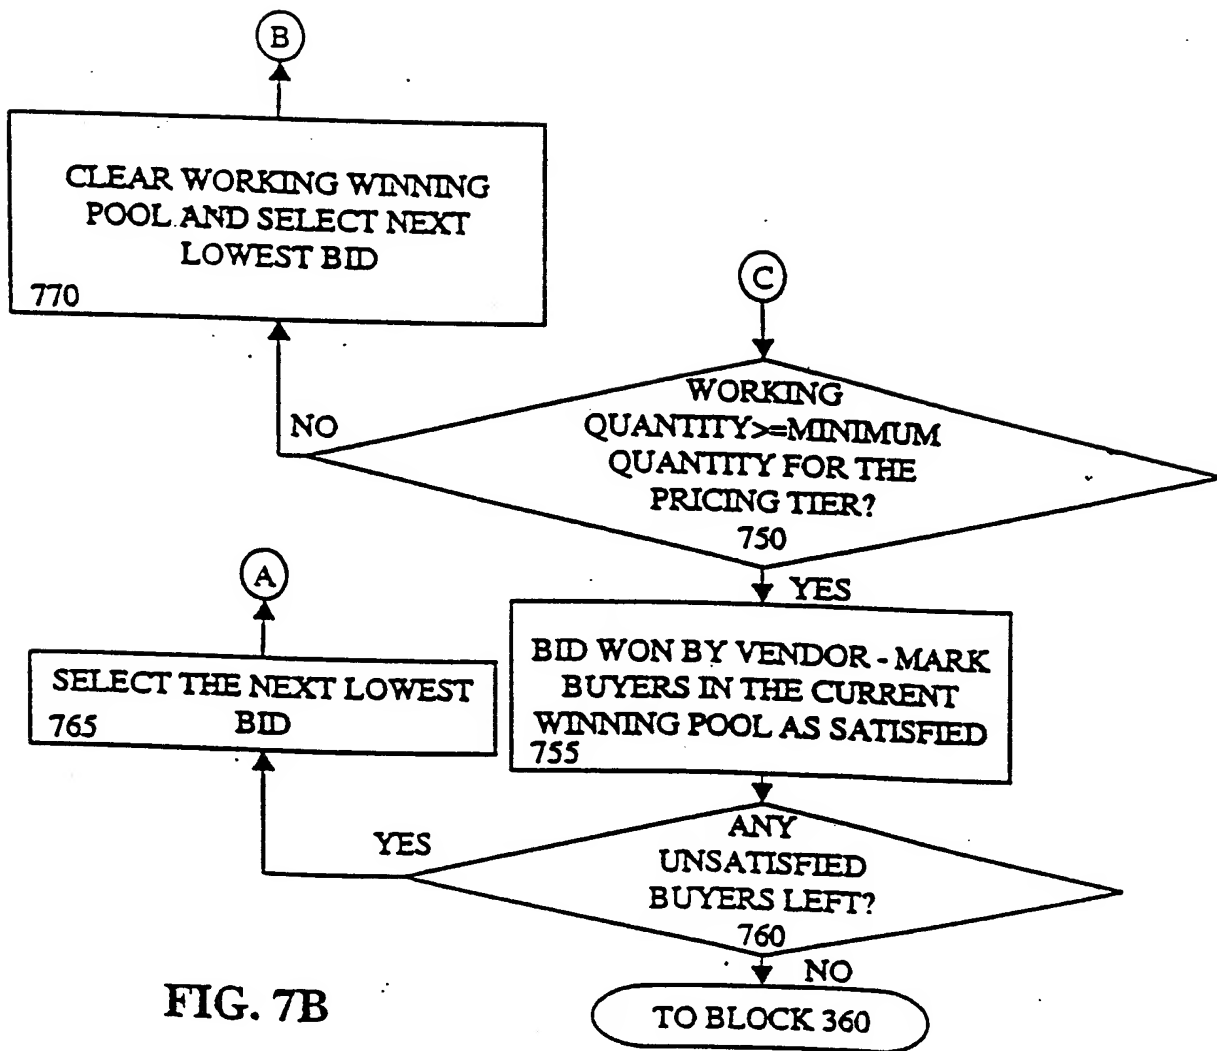 B
CLEAR WORKING WINNING
POOL AND SELECT NEXT
LOWEST BID
770
C
WORKING
QUANTITY>=MINIMUM
QUANTITY FOR THE
PRICING TIER?
750
NO
YES
A
SELECT THE NEXT LOWEST
BID
765
BID WON BY VENDOR - MARK
BUYERS IN THE CURRENT
WINNING POOL AS SATISFIED
755
YES
ANY
UNSATISFIED
BUYERS LEFT?
760
NO
TO BLOCK 360
FIG. 7B